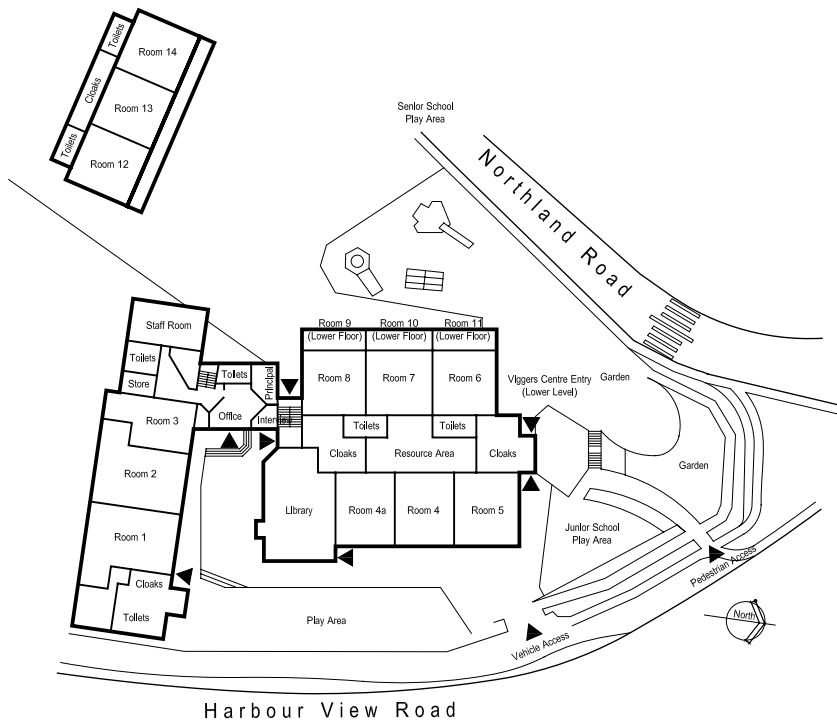 Toilets
Room 14
Cloaks
Room 13
Toilets
Room 12
Senlor School
Play Area
Northland Road
Staff Room
Toilets
Store
Room 3
Toilets
Principal
Office
Interview
Room 2
Room 1
Cloaks
Toilets
Room 9
(Lower Floor)
Room 10
(Lower Floor)
Room 11
(Lower Floor)
Room 8
Room 7
Room 6
Toilets
Toilets
Cloaks
Resource Area
Cloaks
LIbrary
Room 4a
Room 4
Room 5
VIggers Centre Entry
(Lower Level)
Garden
Garden
JunIor School
Play Area
Pedestrian Access
Vehicle Access
North
Play Area
Harbour View Road